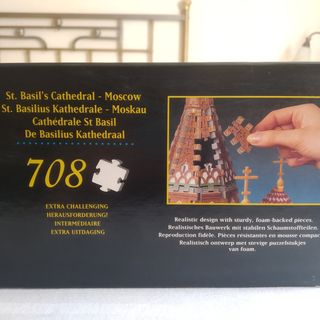 St. Basil's Cathedral - Moscow
St. Basilius Kathedrale - Moskau
Cathédrale St Basil
De Basilius Kathedraal
708
EXTRA CHALLENGING
HERAUSFORDERUNG!
INTERMÉDIAIRE
EXTRA UITDAGING
Realistic design with sturdy, foam-backed pieces.
Realistisches Bauwerk mit stabilen Schaumstoffteilen.
Reproduction fidèle. Pièces résistantes en mousse compacte
Realistisch ontwerp met stevige puzzelstukjes
van foam.